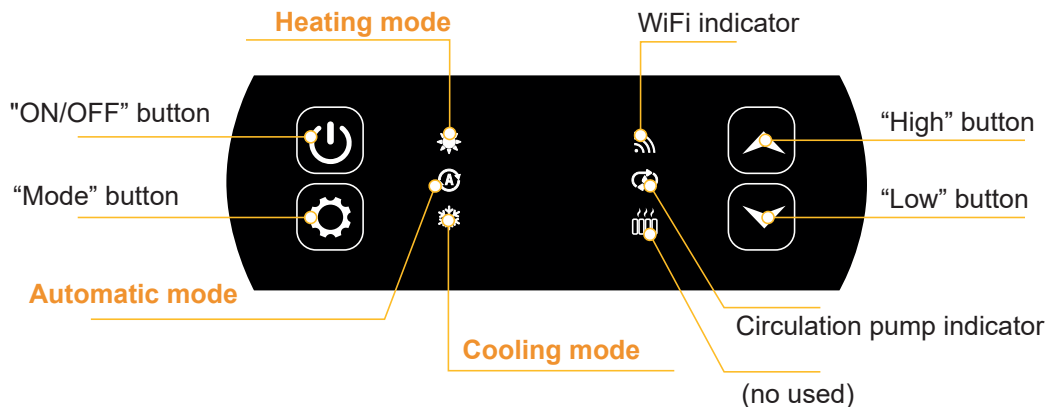 Heating mode
WiFi indicator
"ON/OFF” button
“High” button
A
“Mode” button
“Low” button
Automatic mode
Circulation pump indicator
Cooling mode
(no used)